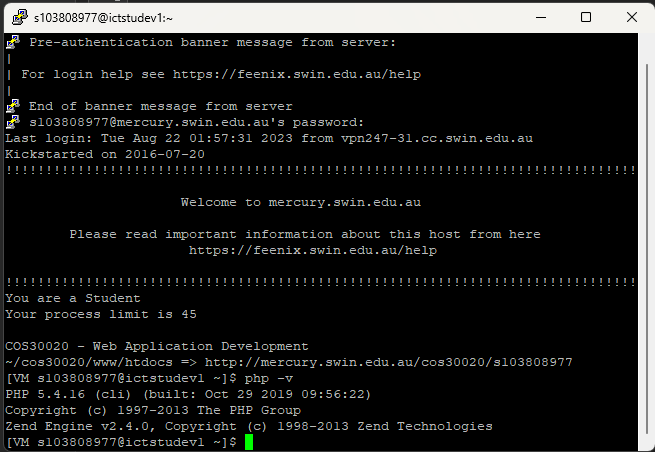 s103808977@ictstudev1:~
Pre-authentication banner message from server:
|
| For login help see https://feenix.swin.edu.au/help
|
End of banner message from server
s103808977@mercury.swin.edu.au's password:
Last login: Tue Aug 22 01:57:31 2023 from vpn247-31.cc.swin.edu.au
Kickstarted on 2016-07-20
!!!!!!!!!!!!!!!!!!!!!!!!!!!!!!!!!!!!!!!!!!!!!!!!!!!!!!!!!!!!!!!!!!!!!!!!!!!!!!!!
Welcome to mercury.swin.edu.au
Please read important information about this host from here
https://feenix.swin.edu.au/help
!!!!!!!!!!!!!!!!!!!!!!!!!!!!!!!!!!!!!!!!!!!!!!!!!!!!!!!!!!!!!!!!!!!!!!!!!!!!!!!!
You are a Student
Your process limit is 45
COS30020 - Web Application Development
~/cos30020/www/htdocs => http://mercury.swin.edu.au/cos30020/s103808977
[VM s103808977@ictstudev1 ~]$ php -v
PHP 5.4.16 (cli) (built: Oct 29 2019 09:56:22)
Copyright (c) 1997-2013 The PHP Group
Zend Engine v2.4.0, Copyright (c) 1998-2013 Zend Technologies
[VM s103808977@ictstudev1 ~]$